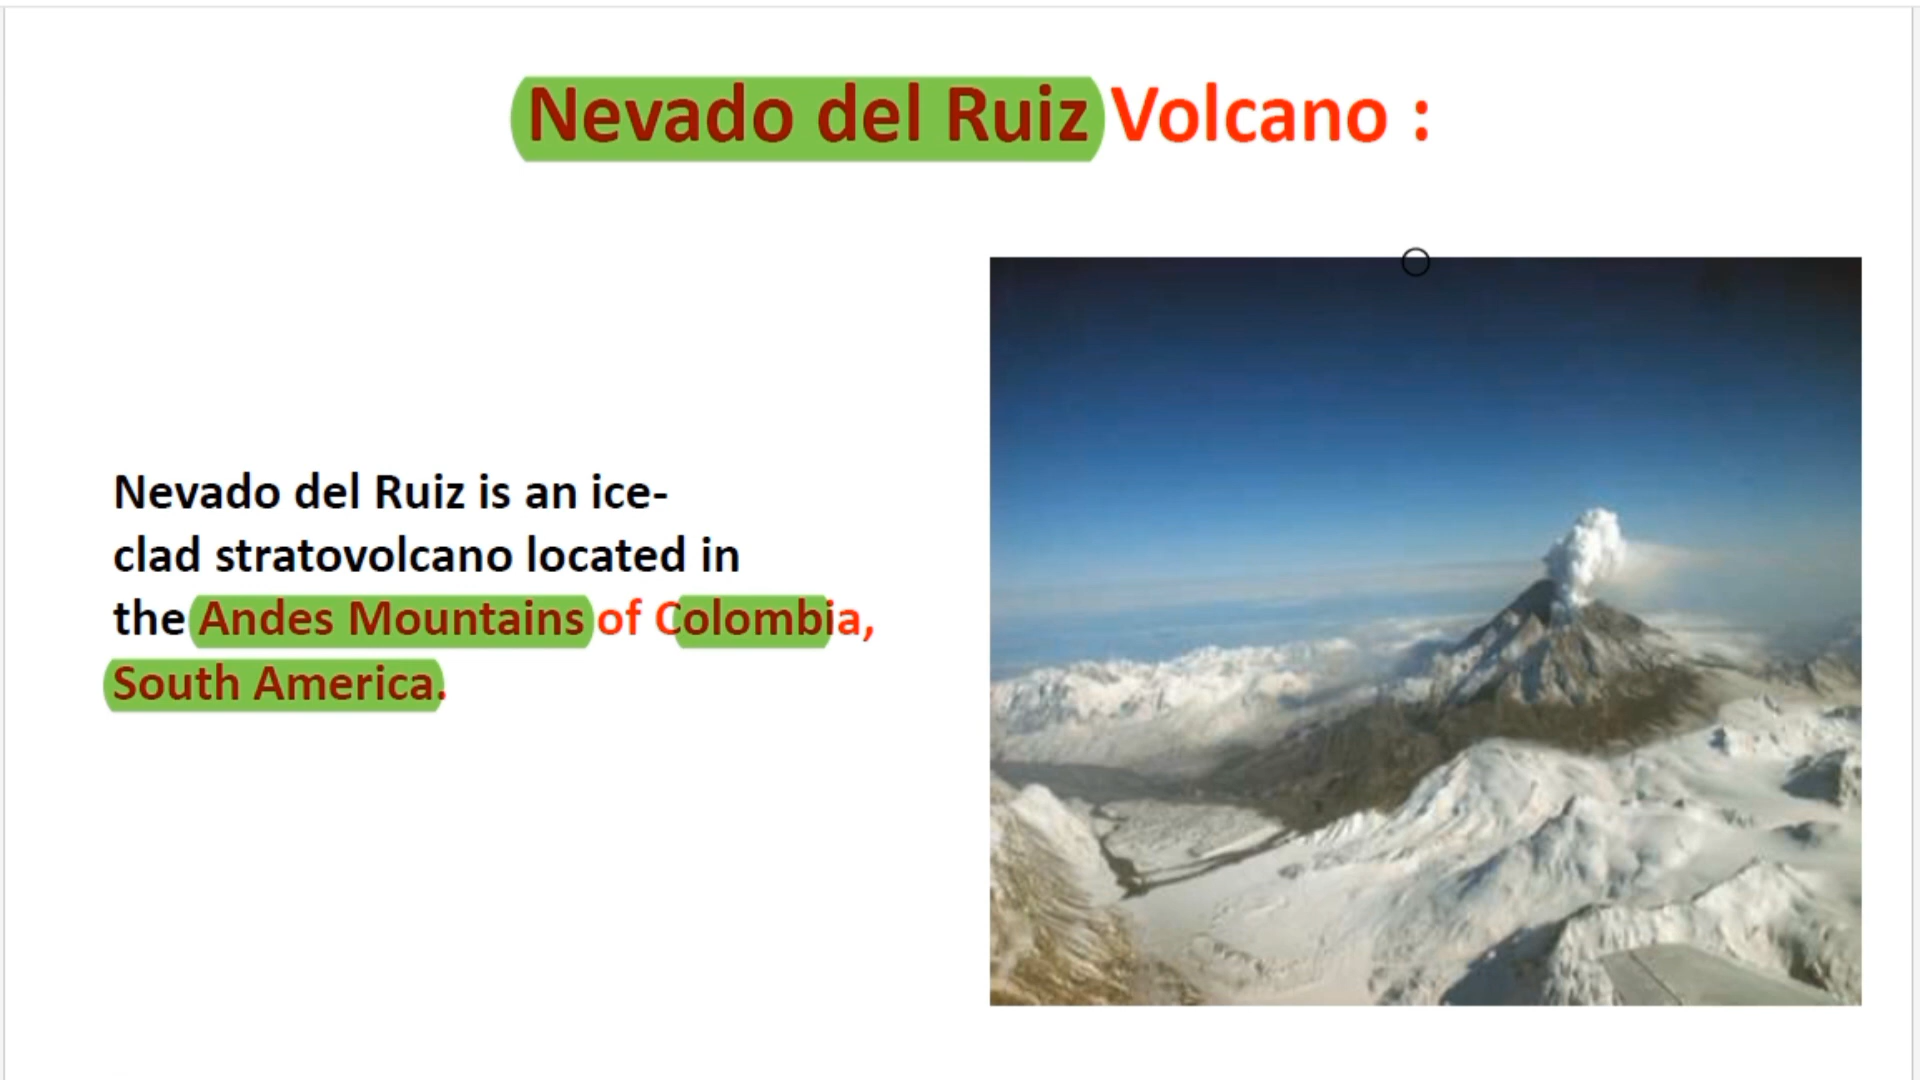 Nevado del Ruiz Volcano :
Nevado del Ruiz is an ice-
clad stratovolcano located in
the Andes Mountains of Colombia,
South America.